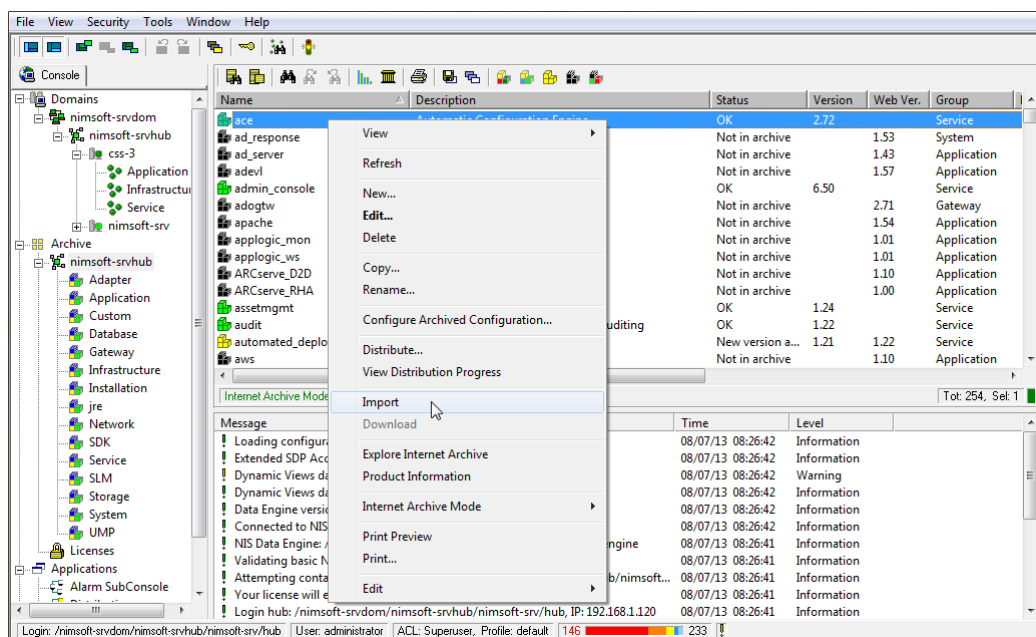 File View Security Tools Window Help
Console
Domains
nimsoft-srvdom
nimsoft-srvhub
css-3
Application
Infrastructu
Service
nimsoft-srv
Archive
nimsoft-srvhub
Adapter
Application
Custom
Database
Gateway
Infrastructure
Installation
jre
Network
SDK
Service
SLM
Storage
System
UMP
Licenses
Applications
Alarm SubConsole
Name Description Status Version Web Ver. Group
ace Automatic Configuration Engine OK 2.72 Service
ad_response Not in archive 1.53 System
ad_server Not in archive 1.43 Application
adevl Not in archive 1.57 Application
admin_console OK 6.50 Service
adogtw Not in archive 2.71 Gateway
apache Not in archive 1.54 Application
applogic_mon Not in archive 1.01 Application
applogic_ws Not in archive 1.01 Application
ARCserve_D2D Not in archive 1.10 Application
ARCserve_RHA Not in archive 1.00 Application
assetmgmt OK 1.24 Service
audit uditing OK 1.22 Service
automated_deplo New version a... 1.21 1.22 Service
aws Not in archive 1.10 Application
Internet Archive Mode Tot: 254, Sel: 1
View
Refresh
New...
Edit...
Delete
Copy...
Rename...
Configure Archived Configuration...
Distribute...
View Distribution Progress
Import
Download
Explore Internet Archive
Product Information
Internet Archive Mode
Print Preview
Print...
Edit
Message Time Level
Loading configura 08/07/13 08:26:42 Information
Extended SDP Acc 08/07/13 08:26:42 Information
Dynamic Views da 08/07/13 08:26:42 Warning
Dynamic Views da 08/07/13 08:26:42 Information
Data Engine versic 08/07/13 08:26:42 Information
Connected to NIS 08/07/13 08:26:42 Information
NIS Data Engine: / engine 08/07/13 08:26:41 Information
Validating basic N 08/07/13 08:26:41 Information
Attempting conta b/nimsoft... 08/07/13 08:26:41 Information
Your license will e 08/07/13 08:26:41 Information
Login hub: /nimsoft-srvdom/nimsoft-srvhub/nimsoft-srv/hub, IP: 192.168.1.120 08/07/13 08:26:41 Information
Login: /nimsoft-srvdom/nimsoft-srvhub/nimsoft-srv/hub User: administrator ACL: Superuser, Profile: default 146 233